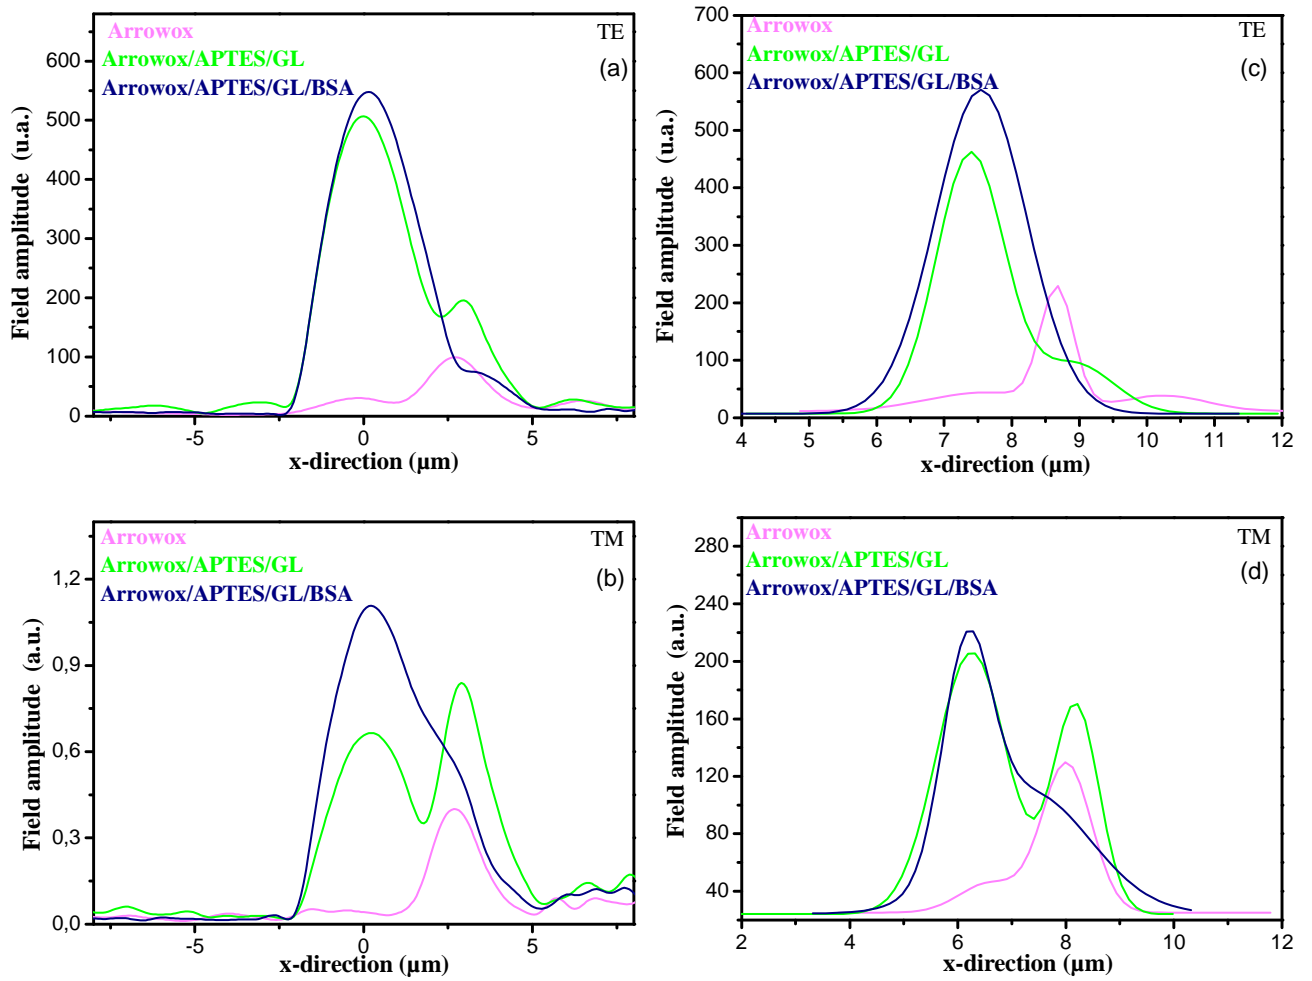 Arrowox
TE
Arrowox/APTES/GL
(a)
Arrowox/APTES/GL/BSA
600
500
400
300
200
100
0
-5
0
5
Field amplitude (u.a.)
x-direction (µm)
Arrowox
TE
Arrowox/APTES/GL
(c)
Arrowox/APTES/GL/BSA
700
600
500
400
300
200
100
0
4
5
6
7
8
9
10
11
12
Field amplitude (u.a.)
x-direction (µm)
Arrowox
TM
Arrowox/APTES/GL
(b)
Arrowox/APTES/GL/BSA
1,2
0,9
0,6
0,3
0,0
-5
0
5
Field amplitude (a.u.)
x-direction (µm)
Arrowox
TM
Arrowox/APTES/GL
(d)
Arrowox/APTES/GL/BSA
280
240
200
160
120
80
40
2
4
6
8
10
12
Field amplitude (a.u.)
x-direction (µm)